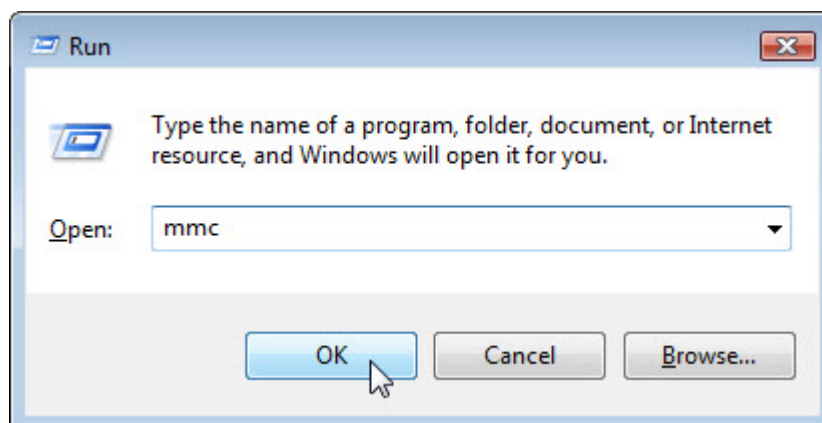 Run
Type the name of a program, folder, document, or Internet
resource, and Windows will open it for you.
Open: mmc
OK Cancel Browse...